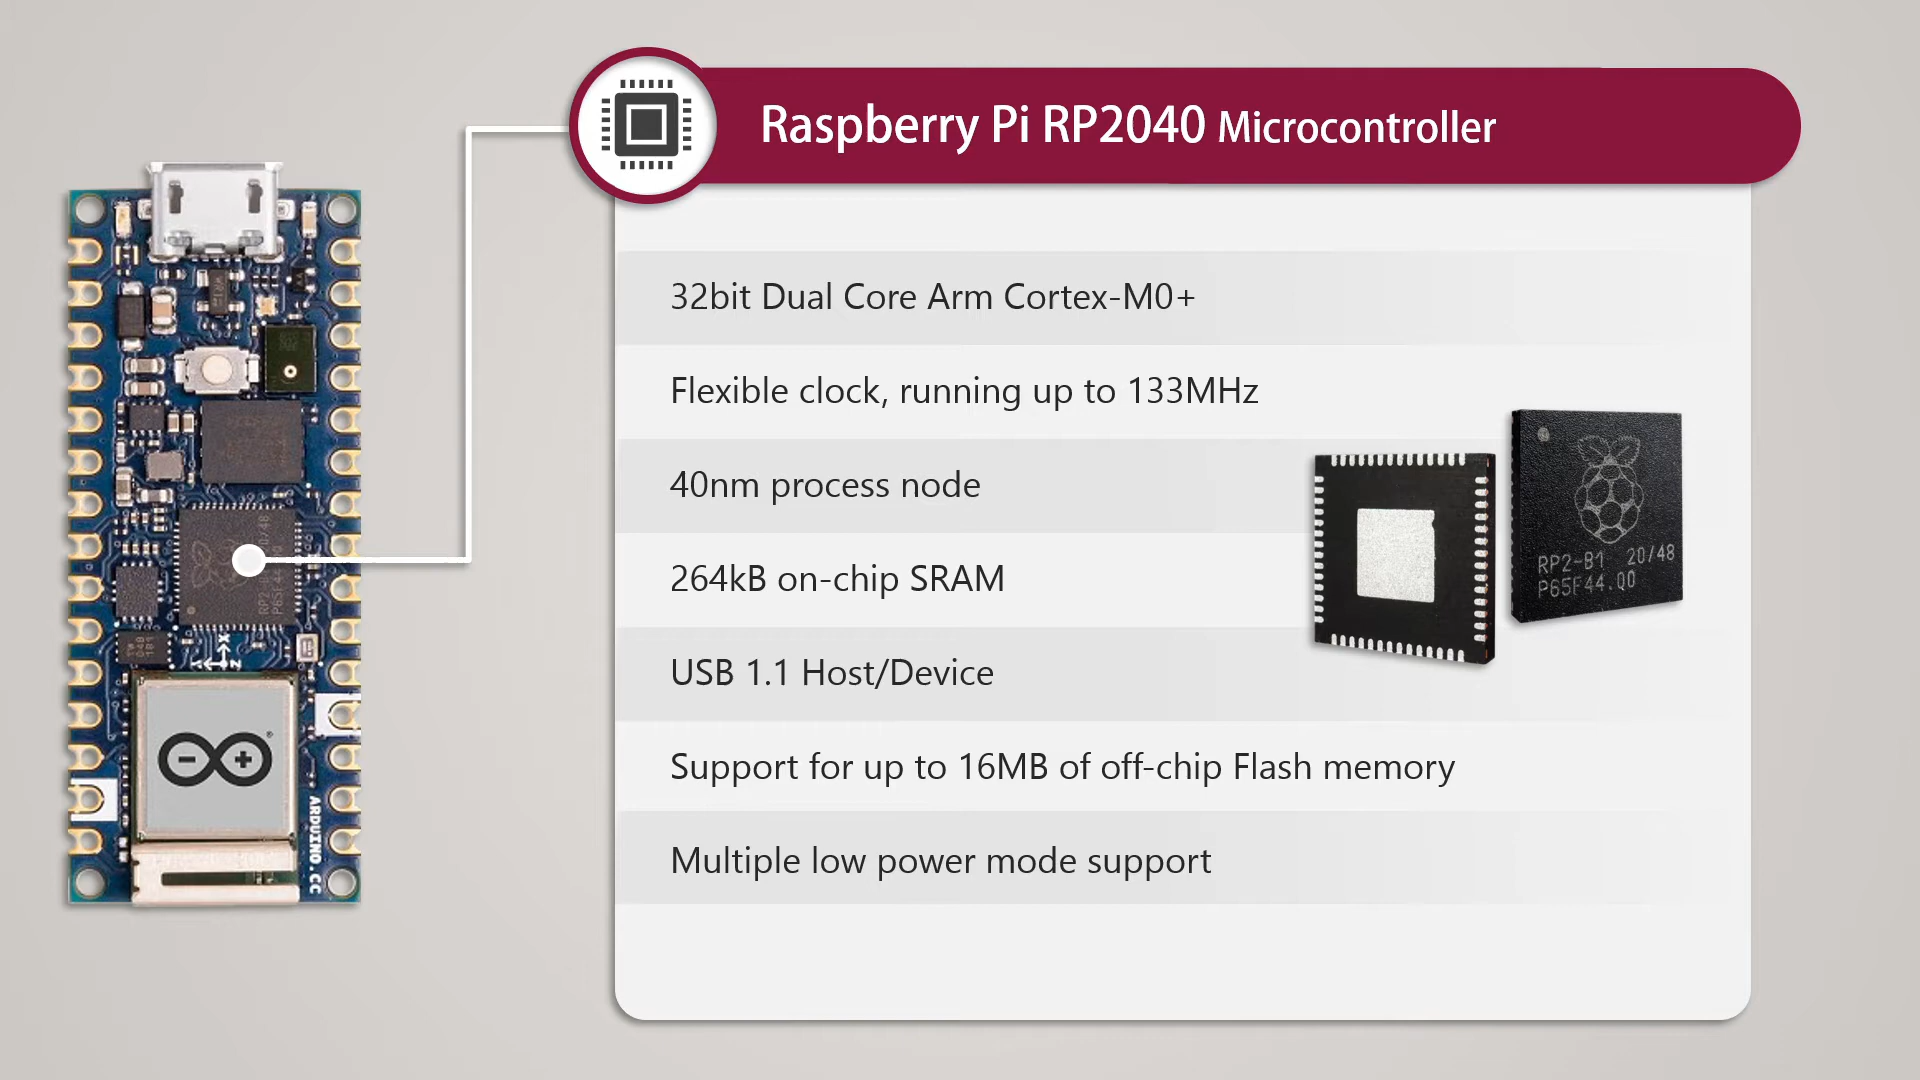 Raspberry Pi RP2040 Microcontroller
32bit Dual Core Arm Cortex-M0+
Flexible clock, running up to 133MHz
40nm process node
264kB on-chip SRAM
USB 1.1 Host/Device
Support for up to 16MB of off-chip Flash memory
Multiple low power mode support
RP2-B1 20/48
P65F44.Q0
ARDUINO.CC